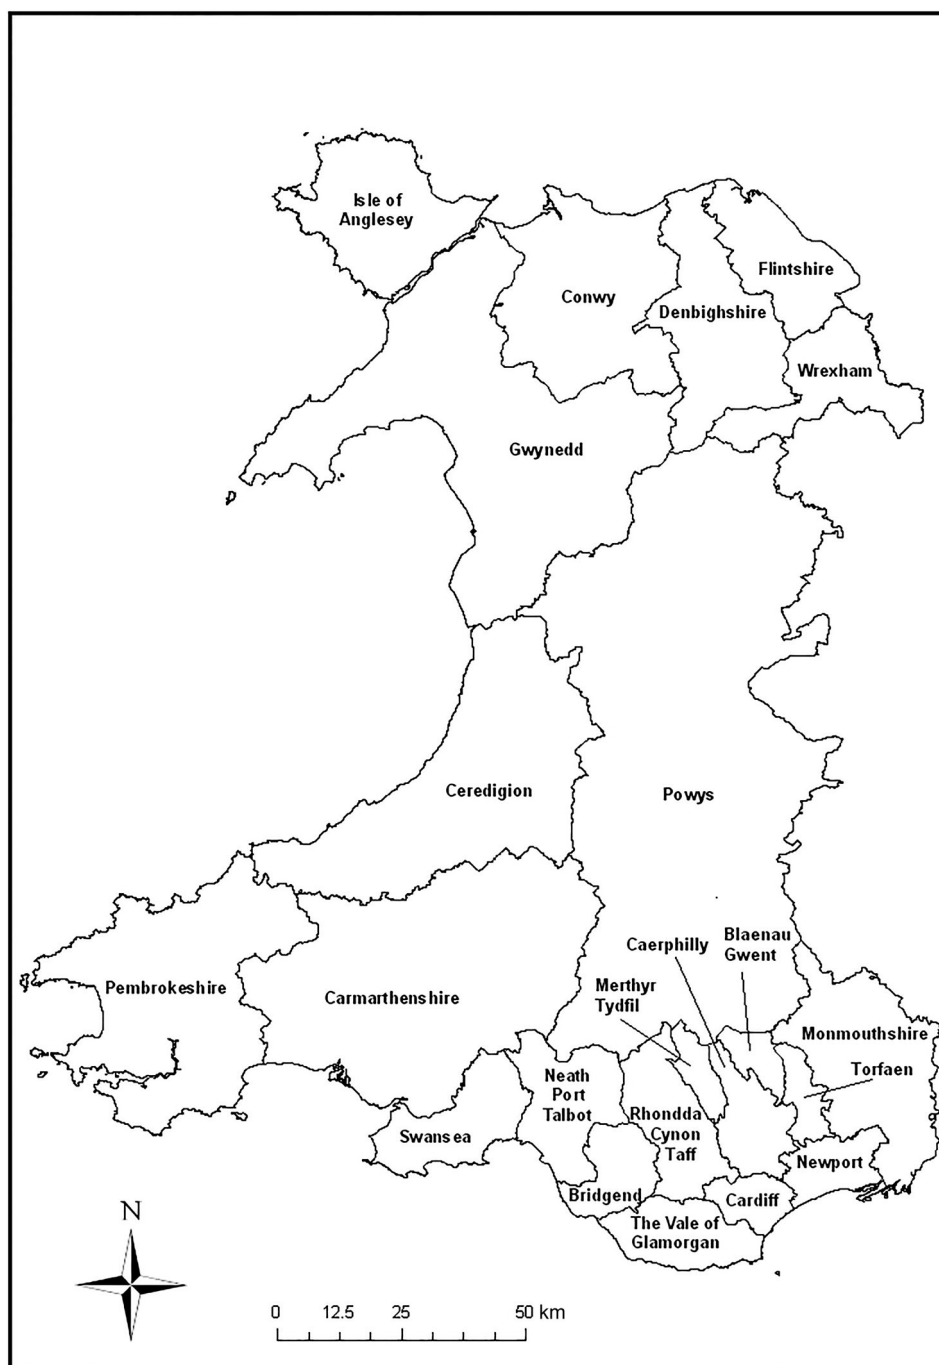 Isle of
Anglesey
Flintshire
Conwy
Denbighshire
Wrexham
Gwynedd
Ceredigion
Powys
Blaenau
Gwent
Caerphilly
Merthyr
Tydfil
Pembrokeshire
Carmarthenshire
Monmouthshire
Torfaen
Neath
Port
Talbot
Rhondda
Cynon
Taff
Swansea
Newport
Bridgend
Cardiff
The Vale of
Glamorgan
N
0 12.5 25 50 km